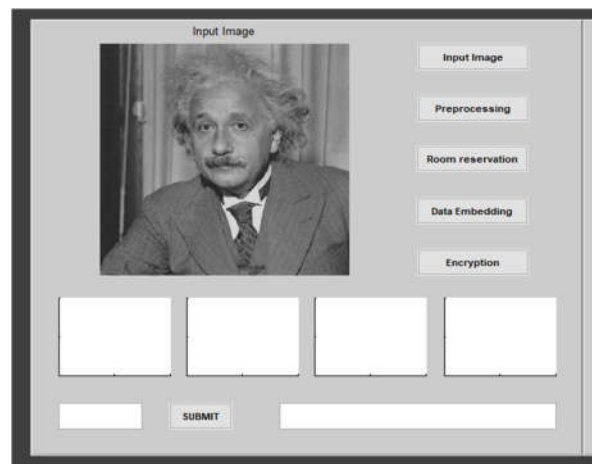 Input Image
Input Image
Preprocessing
Room reservation
Data Embedding
Encryption
SUBMIT